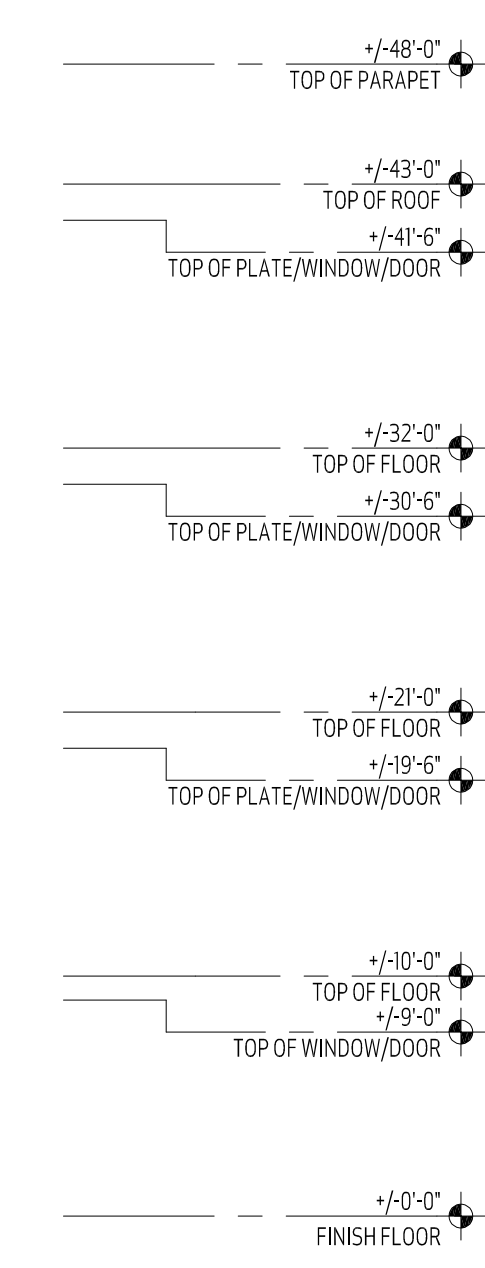 +/-48'-0"
TOP OF PARAPET
+/-43'-0"
TOP OF ROOF
+/-41'-6"
TOP OF PLATE/WINDOW/DOOR
+/-32'-0"
TOP OF FLOOR
+/-30'-6"
TOP OF PLATE/WINDOW/DOOR
+/-21'-0"
TOP OF FLOOR
+/-19'-6"
TOP OF PLATE/WINDOW/DOOR
+/-10'-0"
TOP OF FLOOR
+/-9'-0"
TOP OF WINDOW/DOOR
+/-0'-0"
FINISH FLOOR